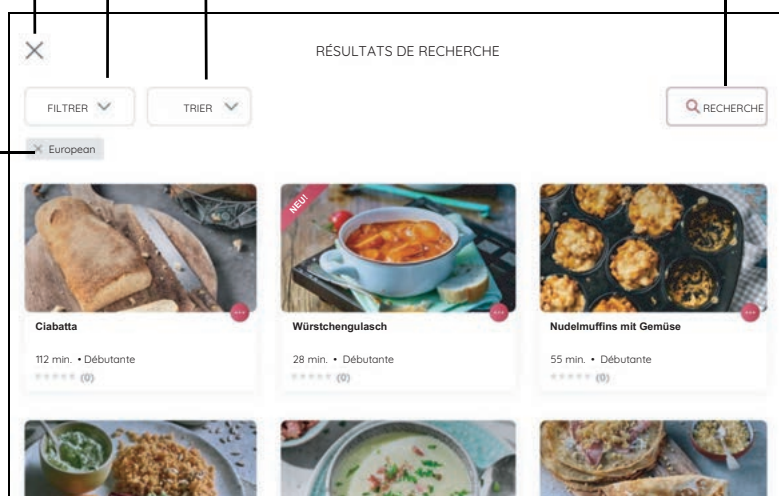 RÉSULTATS DE RECHERCHE
FILTRER TRIER RECHERCHE
European
NEU!
Ciabatta Würstchengulasch Nudelmuffins mit Gemüse
112 min. • Débutante 28 min. • Débutante 55 min. • Débutante
(0) (0) (0)